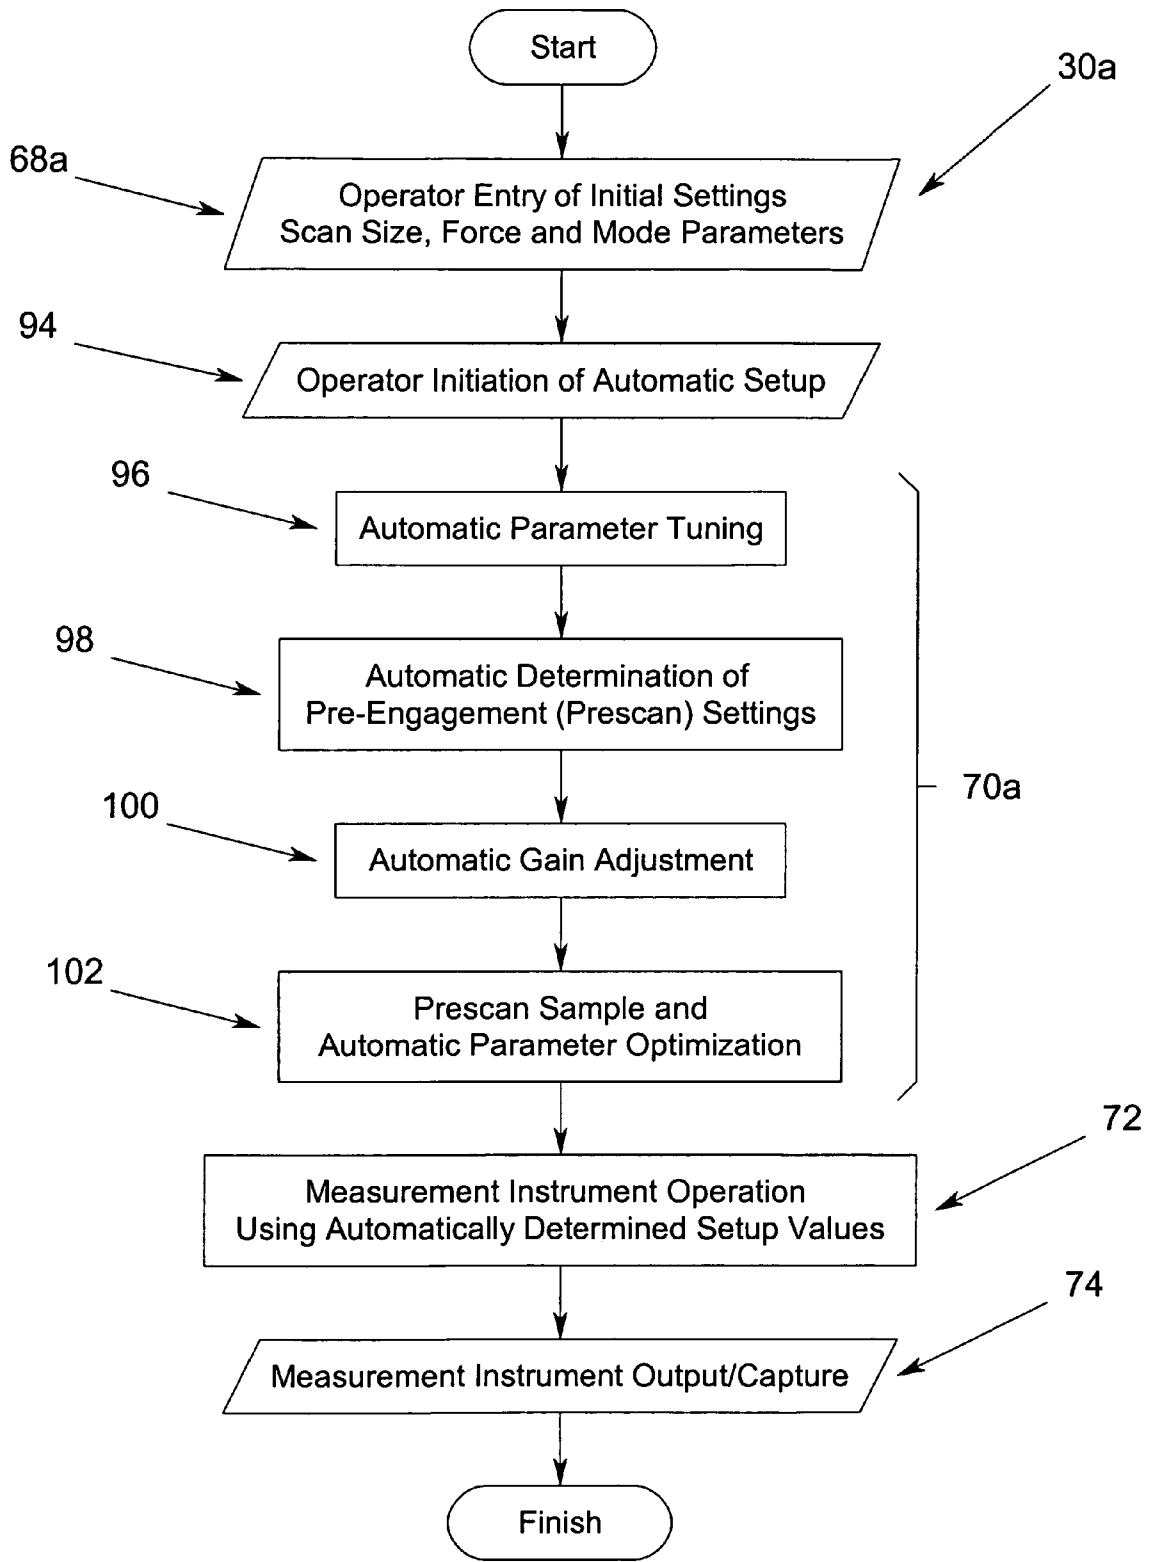 Start
30a
68a
Operator Entry of Initial Settings
Scan Size, Force and Mode Parameters
94
Operator Initiation of Automatic Setup
96
Automatic Parameter Tuning
98
Automatic Determination of
Pre-Engagement (Prescan) Settings
70a
100
Automatic Gain Adjustment
102
Prescan Sample and
Automatic Parameter Optimization
72
Measurement Instrument Operation
Using Automatically Determined Setup Values
74
Measurement Instrument Output/Capture
Finish